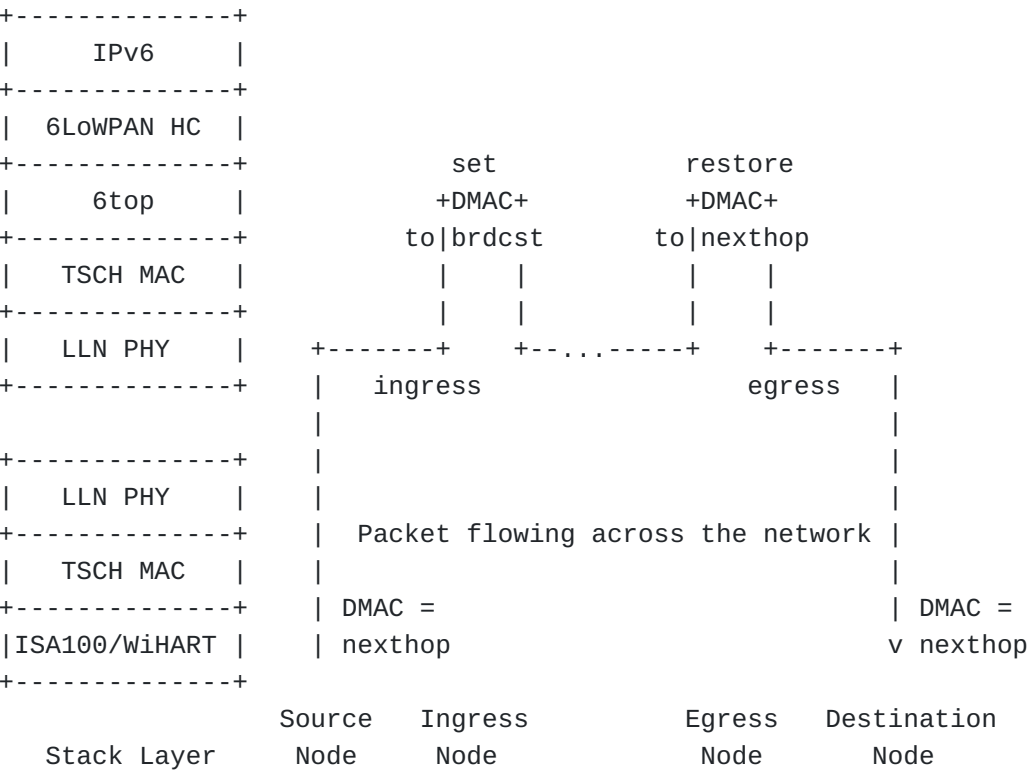 +--------------+
|     IPv6     |
+--------------+
|  6LoWPAN HC  |
+--------------+             set            restore
|     6top     |            +DMAC+          +DMAC+
+--------------+          to|brdcst       to|nexthop
|   TSCH MAC   |            |    |          |    |
+--------------+            |    |          |    |
|   LLN PHY    |    +-------+    +--...-----+    +-------+
+--------------+    |   ingress                 egress   |
                    |                                    |
+--------------+    |                                    |
|   LLN PHY    |    |                                    |
+--------------+    |  Packet flowing across the network |
|   TSCH MAC   |    |                                    |
+--------------+    | DMAC =                             | DMAC =
|ISA100/WiHART |    | nexthop                            v nexthop
+--------------+
                  Source   Ingress          Egress   Destination
   Stack Layer     Node     Node             Node       Node